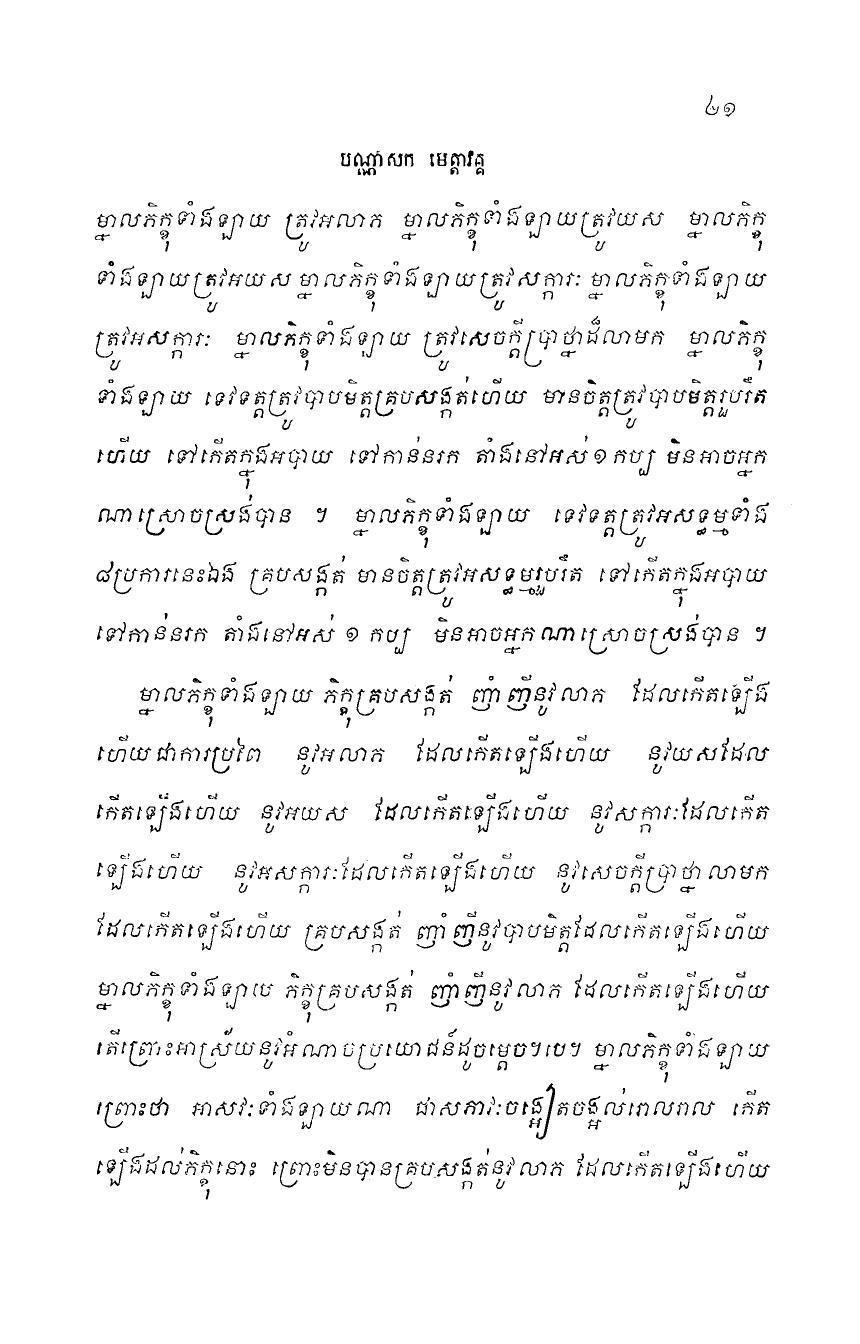 ៤១
បណ្ណាសក មេត្តាវគ្គ
ម្នាលភិក្ខុទាំងឡាយ ត្រូវអលាភ ម្នាលភិក្ខុទាំងឡាយត្រូវយស ម្នាលភិក្ខុ
ទាំងឡាយត្រូវអយស ម្នាលភិក្ខុទាំងឡាយត្រូវសក្ការៈ ម្នាលភិក្ខុទាំងឡាយ
ត្រូវអសក្ការៈ ម្នាលភិក្ខុទាំងឡាយ ត្រូវសេចក្តីប្រាថ្នាដ៏លាមក ម្នាលភិក្ខុ
ទាំងឡាយ ទេវទត្តត្រូវបាបមិត្តគ្របសង្កត់ហើយ មានចិត្តត្រូវបាបមិត្តរួបរឹត
ហើយ ទៅកើតក្នុងអបាយ ទៅកាន់នរក តាំងនៅអស់ ១ កប្ប មិនអាចអ្នក
ណាស្រោចស្រង់បាន ។ ម្នាលភិក្ខុទាំងឡាយ ទេវទត្តត្រូវអសទ្ធម្មទាំង
៨ប្រការនេះឯង គ្របសង្កត់ មានចិត្តត្រូវអសទ្ធម្មរួបរឹត ទៅកើតក្នុងអបាយ
ទៅកាន់នរក តាំងនៅអស់ ១ កប្ប មិនអាចអ្នកណាស្រោចស្រង់បាន ។
ម្នាលភិក្ខុទាំងឡាយ ភិក្ខុគ្របសង្កត់ ញាំញីនូវលាភ ដែលកើតឡើង
ហើយជាការប្រពៃ នូវអលាភ ដែលកើតឡើងហើយ នូវយសដែល
កើតឡើងហើយ នូវអយស ដែលកើតឡើងហើយ នូវសក្ការៈដែលកើត
ឡើងហើយ នូវអសក្ការៈដែលកើតឡើងហើយ នូវសេចក្តីប្រាថ្នាលាមក
ដែលកើតឡើងហើយ គ្របសង្កត់ ញាំញីនូវបាបមិត្តដែលកើតឡើងហើយ
ម្នាលភិក្ខុទាំងឡាយ ភិក្ខុគ្របសង្កត់ ញាំញីនូវលាភ ដែលកើតឡើងហើយ
តើព្រោះអាស្រ័យនូវអំណាចប្រយោជន៍ដូចម្តេច។បេ។ ម្នាលភិក្ខុទាំងឡាយ
ព្រោះថា អាសវៈទាំងឡាយណា ជាសភាវៈចង្អៀតចង្អល់រោលរាល កើត
ឡើងដល់ភិក្ខុនោះ ព្រោះមិនបានគ្របសង្កត់នូវលាភ ដែលកើតឡើងហើយ